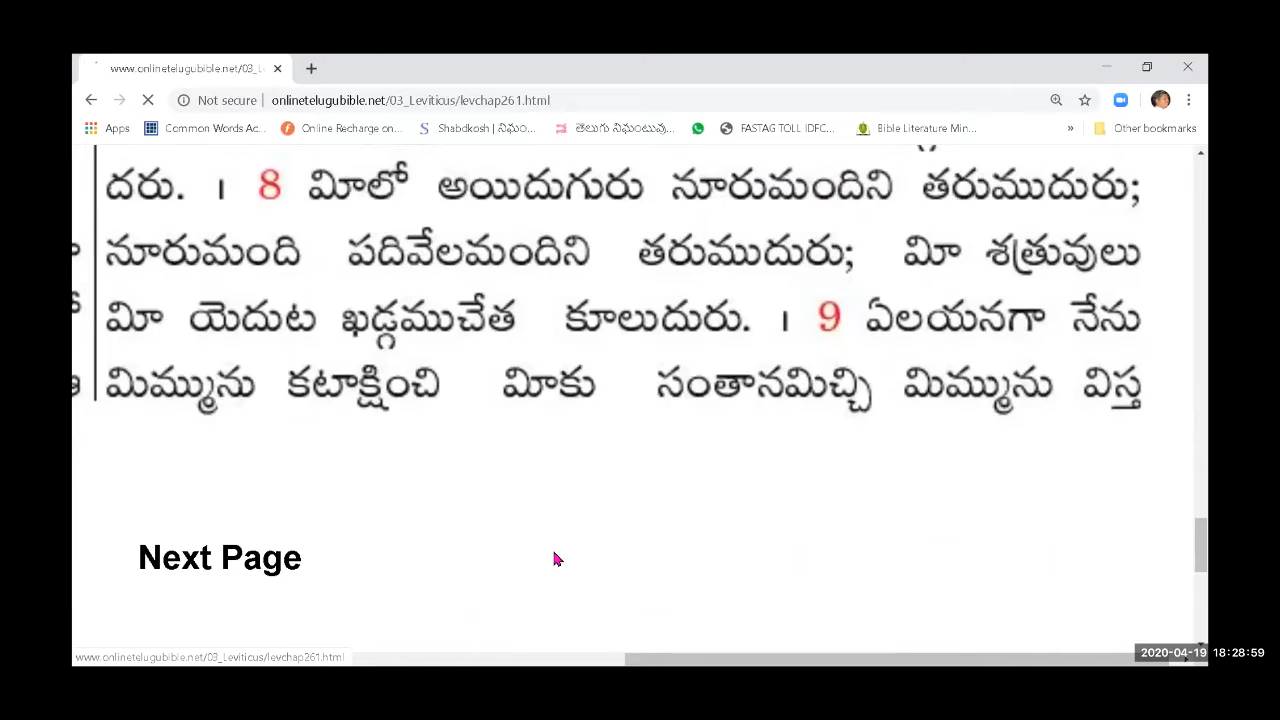 www.onlinetelugubible.net/03_L
Not secure | onlinetelugubible.net/03_Leviticus/levchap261.html
Apps Common Words Ac... Online Recharge on... Shabdkosh | నిఘం... తెలుగు నిఘంటువు... FASTAG TOLL IDFC... Bible Literature Min... » Other bookmarks
దరు. । 8 మీలో అయిదుగురు నూరుమందిని తరుముదురు;
నూరుమంది పదివేలమందిని తరుముదురు; మీ శత్రువులు
మీ యెదుట ఖడ్గముచేత కూలుదురు. । 9 ఏలయనగా నేను
మిమ్మును కటాక్షించి మీకు సంతానమిచ్చి మిమ్మును విస్త
Next Page
www.onlinetelugubible.net/03_Leviticus/levchap261.html
2020-04-19 18:28:59